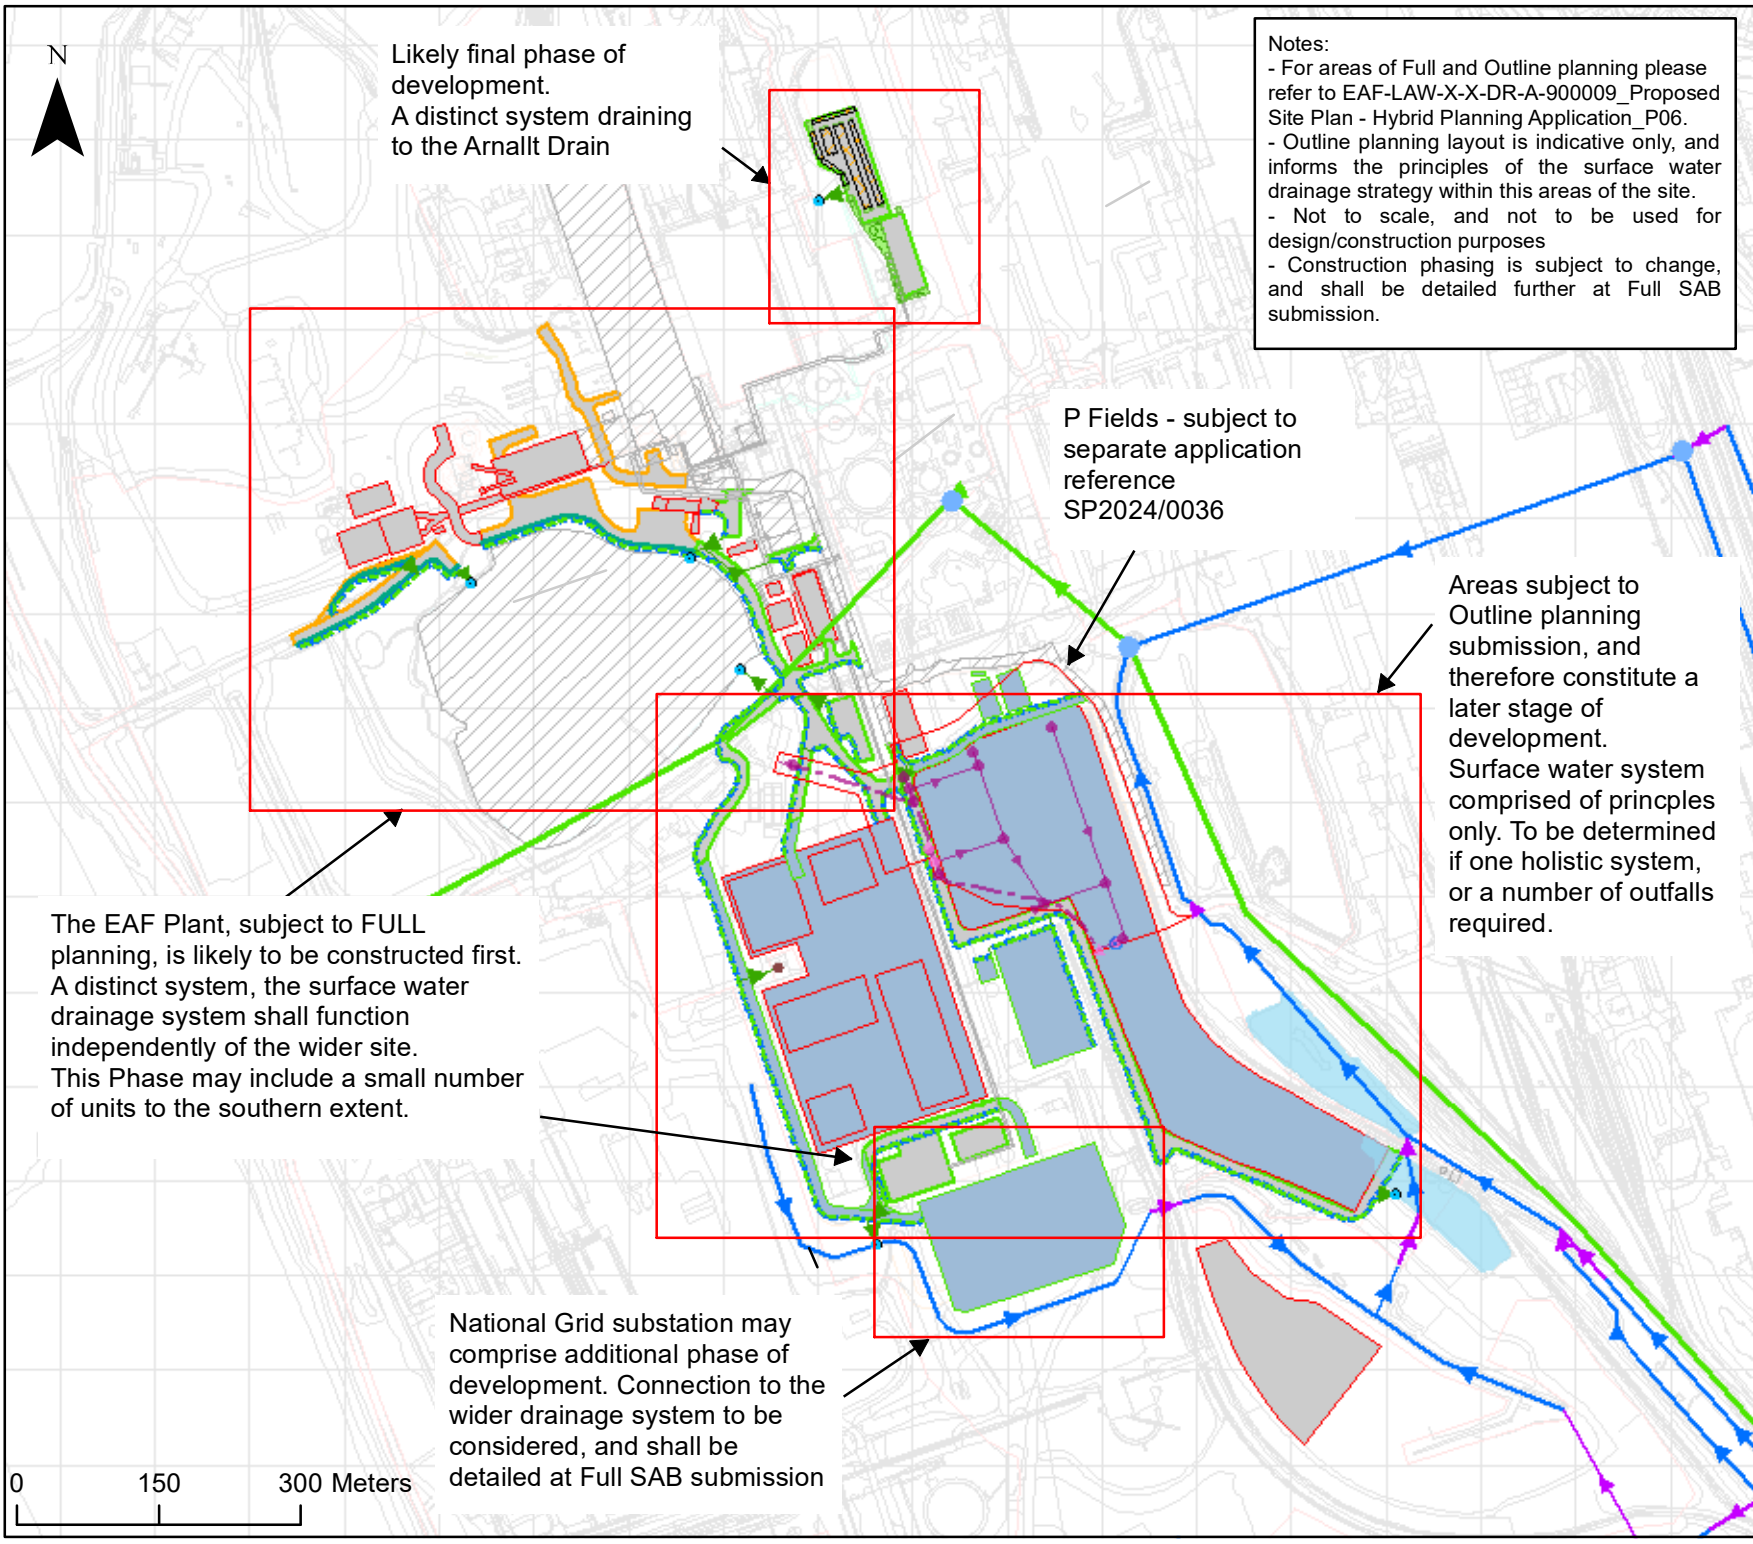 N
Likely final phase of
development.
A distinct system draining
to the Arnallt Drain
Notes:
- For areas of Full and Outline planning please
refer to EAF-LAW-X-X-DR-A-900009_Proposed
Site Plan - Hybrid Planning Application_P06.
- Outline planning layout is indicative only, and
informs the principles of the surface water
drainage strategy within this areas of the site.
- Not to scale, and not to be used for
design/construction purposes
- Construction phasing is subject to change,
and shall be detailed further at Full SAB
submission.
P Fields - subject to
separate application
reference
SP2024/0036
Areas subject to
Outline planning
submission, and
therefore constitute a
later stage of
development.
Surface water system
comprised of princples
only. To be determined
if one holistic system,
or a number of outfalls
required.
The EAF Plant, subject to FULL
planning, is likely to be constructed first.
A distinct system, the surface water
drainage system shall function
independently of the wider site.
This Phase may include a small number
of units to the southern extent.
National Grid substation may
comprise additional phase of
development. Connection to the
wider drainage system to be
considered, and shall be
detailed at Full SAB submission
0 150 300 Meters